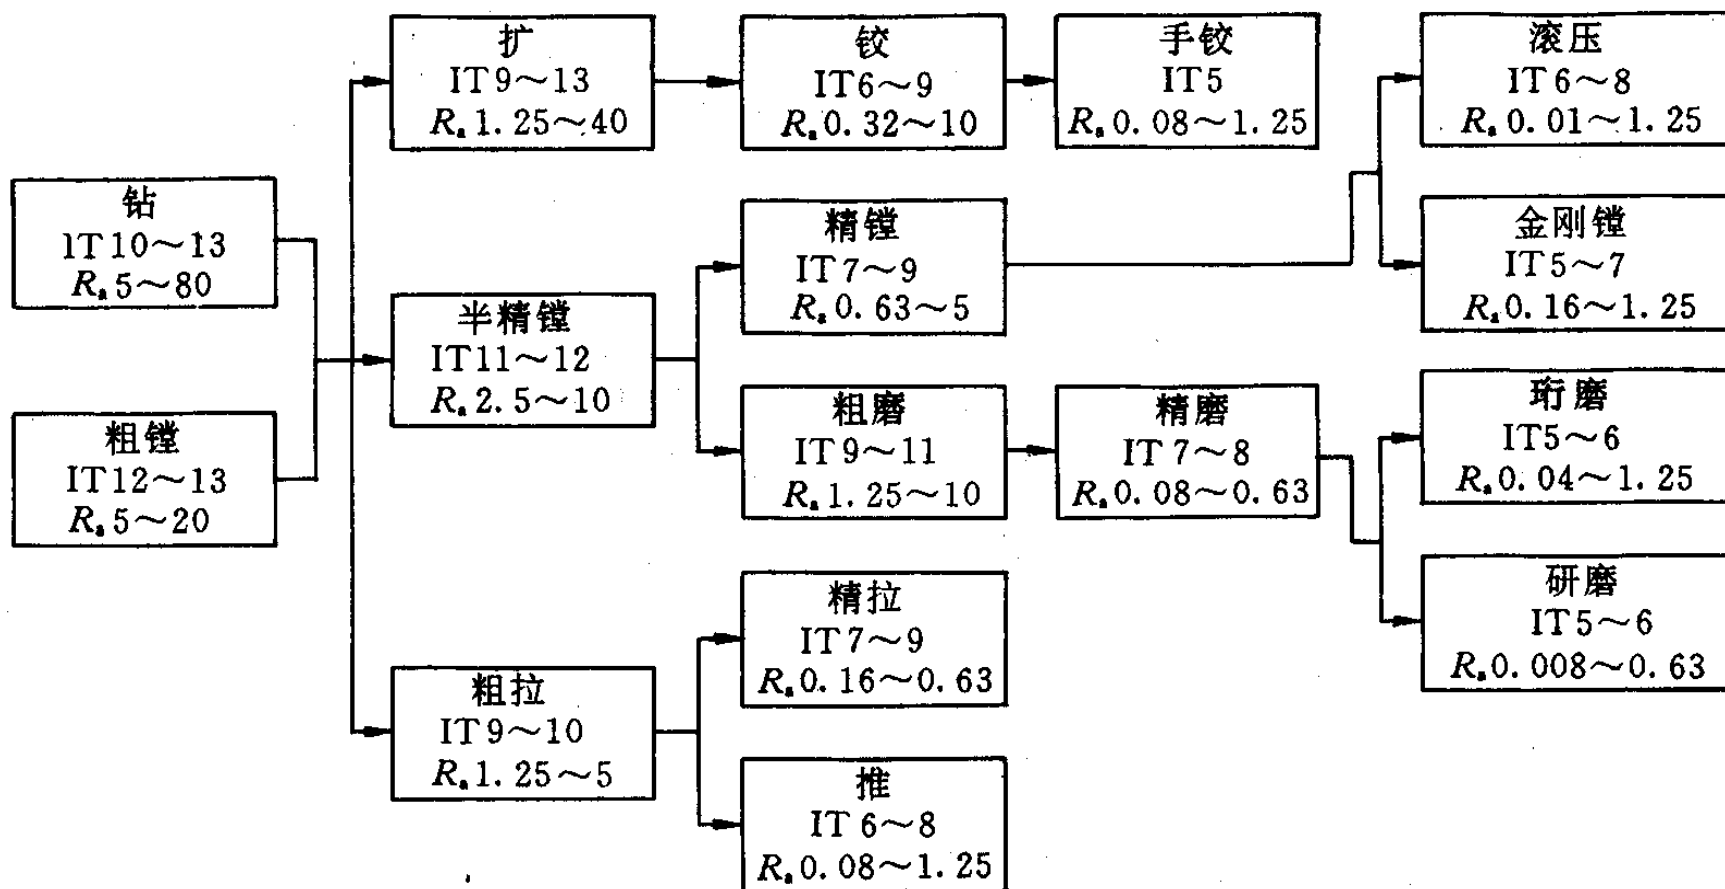 钻
IT10～13
Ra5～80
粗镗
IT12～13
Ra5～20
扩
IT9～13
Ra1.25～40
半精镗
IT11～12
Ra2.5～10
粗拉
IT9～10
Ra1.25～5
铰
IT6～9
Ra0.32～10
精镗
IT7～9
Ra0.63～5
粗磨
IT9～11
Ra1.25～10
精拉
IT7～9
Ra0.16～0.63
推
IT6～8
Ra0.08～1.25
手铰
IT5
Ra0.08～1.25
精磨
IT7～8
Ra0.08～0.63
滚压
IT6～8
Ra0.01～1.25
金刚镗
IT5～7
Ra0.16～1.25
珩磨
IT5～6
Ra0.04～1.25
研磨
IT5～6
Ra0.008～0.63